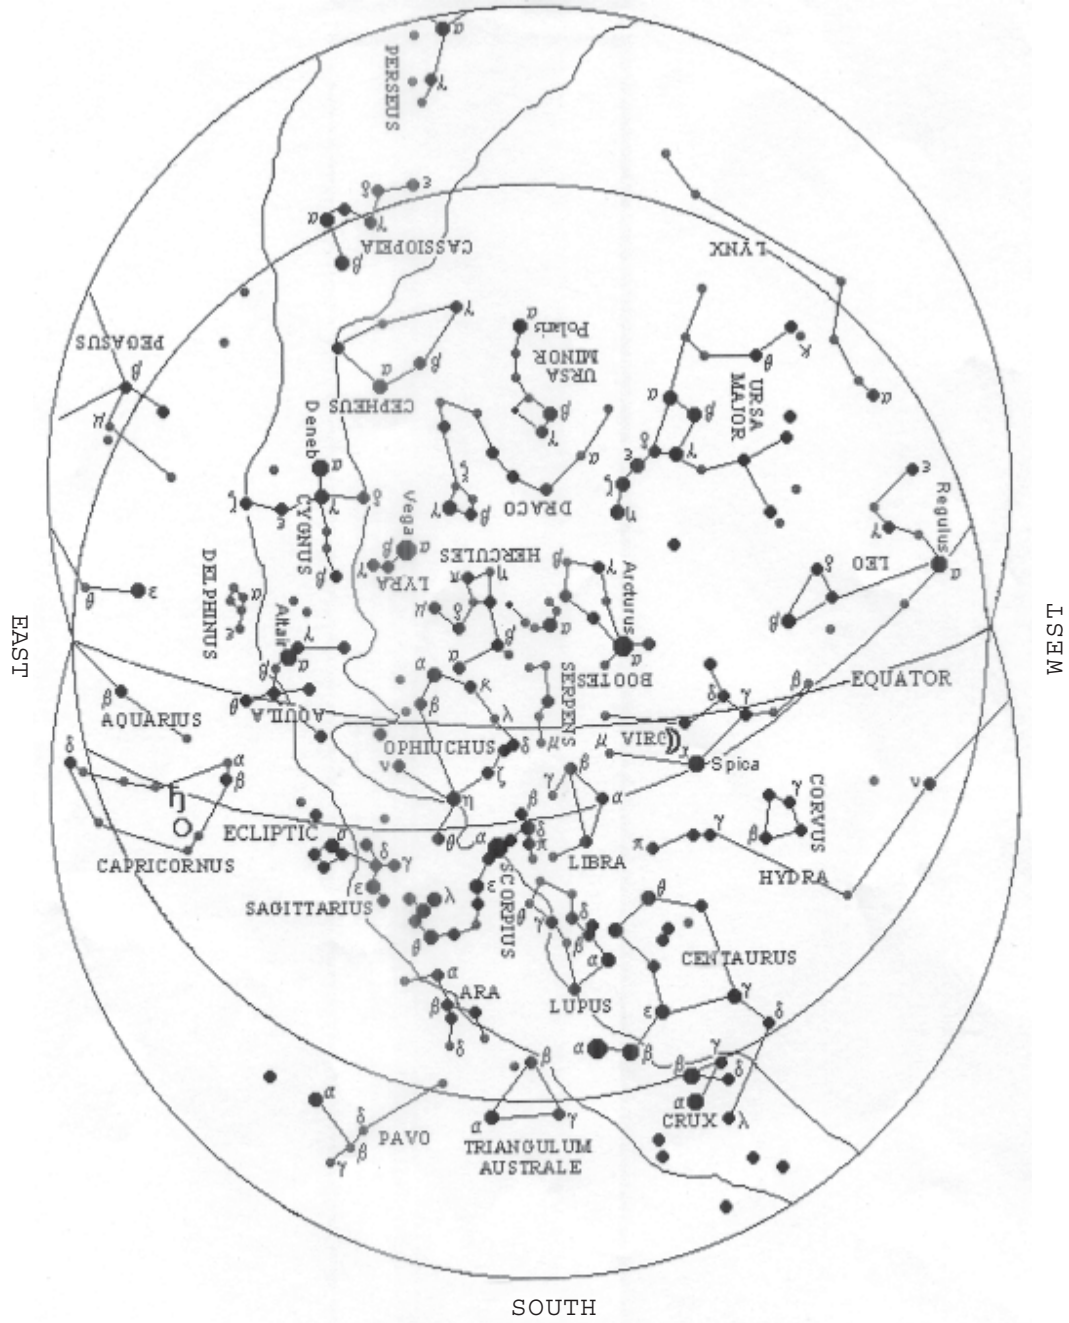 PERSEUS
α
γ
CASSIOPEIA
α
β
γ
δ
ε
LYNX
α
PEGASUS
β
μ
CEPHEUS
α
β
γ
α
Polaris
URSA
MINOR
β
γ
URSA
MAJOR
α
β
γ
δ
ζ
η
θ
κ
Deneb
CYGNUS
α
β
δ
ε
ζ
DRACO
α
β
γ
ξ
Vega
LYRA
α
β
γ
HERCULES
α
β
δ
η
π
μ
Regulus
LEO
α
β
γ
δ
ε
DELPHINUS
α
ε
Altair
AQUILA
α
β
γ
θ
Arcturus
BOOTES
α
β
γ
α
SERPENS
μ
EAST
WEST
θ
ε
AQUARIUS
β
EQUATOR
OPHIUCHUS
α
β
κ
λ
δ
ζ
η
θ
ν
VIRG
β
γ
δ
μ
Spica
CAPRICORNUS
α
β
δ
♄
ECLIPTIC
LIBRA
α
β
γ
CORVUS
β
γ
HYDRA
γ
π
ν
SAGITTARIUS
σ
δ
γ
ε
SCORPIUS
α
β
δ
π
ε
θ
λ
LUPUS
α
β
γ
δ
θ
CENTAURUS
θ
γ
δ
ε
α
β
λ
ARA
α
β
δ
PAVO
α
β
γ
δ
TRIANGULUM
AUSTRALE
α
β
γ
CRUX
α
β
γ
δ
SOUTH